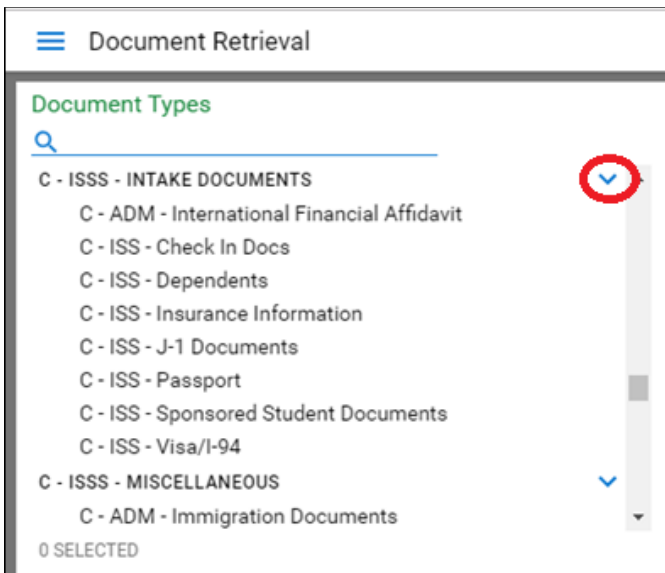 Document Retrieval
Document Types
C - ISSS - INTAKE DOCUMENTS
C - ADM - International Financial Affidavit
C - ISS - Check In Docs
C - ISS - Dependents
C - ISS - Insurance Information
C - ISS - J-1 Documents
C - ISS - Passport
C - ISS - Sponsored Student Documents
C - ISS - Visa/I-94
C - ISSS - MISCELLANEOUS
C - ADM - Immigration Documents
0 SELECTED